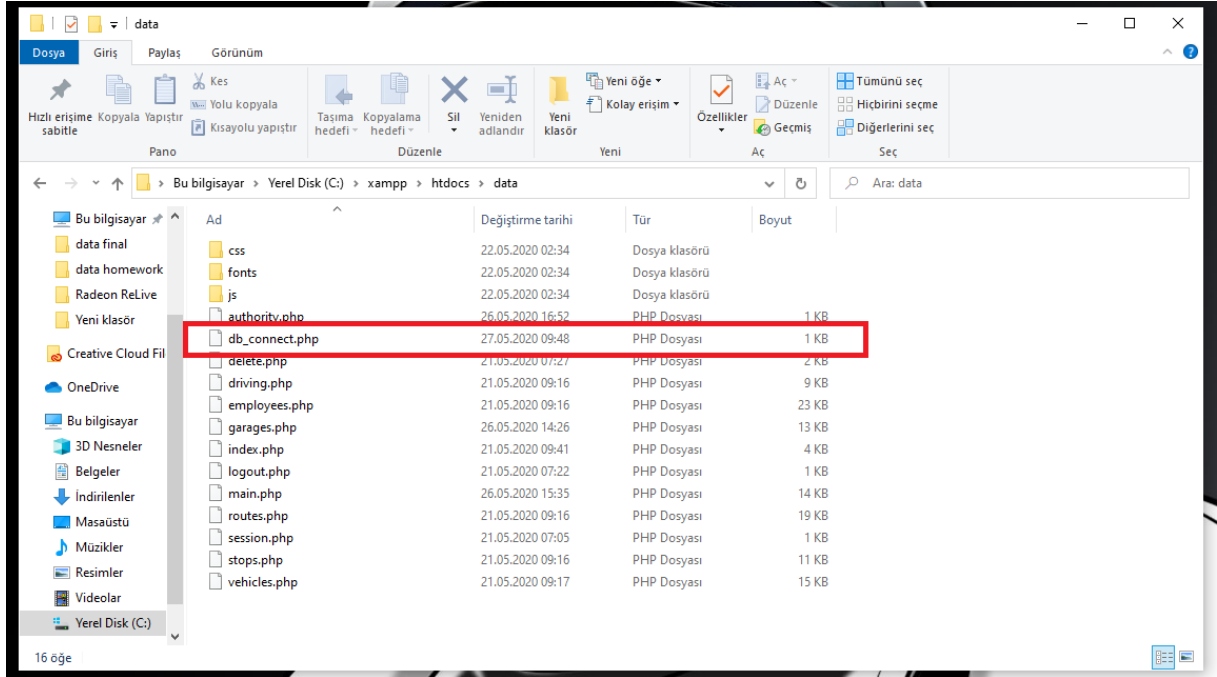 data
Dosya Giriş Paylaş Görünüm
Hızlı erişime sabitle
Kopyala
Yapıştır
Kes
Yolu kopyala
Kısayolu yapıştır
Pano
Taşıma hedefi
Kopyalama hedefi
Sil
Yeniden adlandır
Düzenle
Yeni klasör
Yeni öğe
Kolay erişim
Yeni
Özellikler
Aç
Düzenle
Geçmiş
Aç
Tümünü seç
Hiçbirini seçme
Diğerlerini seç
Seç
Bu bilgisayar > Yerel Disk (C:) > xampp > htdocs > data
Ara: data
Bu bilgisayar
data final
data homework
Radeon ReLive
Yeni klasör
Creative Cloud Fil
OneDrive
Bu bilgisayar
3D Nesneler
Belgeler
İndirilenler
Masaüstü
Müzikler
Resimler
Videolar
Yerel Disk (C:)
Ad Değiştirme tarihi Tür Boyut
css 22.05.2020 02:34 Dosya klasörü
fonts 22.05.2020 02:34 Dosya klasörü
js 22.05.2020 02:34 Dosya klasörü
authority.php 26.05.2020 16:52 PHP Dosyası 1 KB
db_connect.php 27.05.2020 09:48 PHP Dosyası 1 KB
delete.php 21.05.2020 07:27 PHP Dosyası 2 KB
driving.php 21.05.2020 09:16 PHP Dosyası 9 KB
employees.php 21.05.2020 09:16 PHP Dosyası 23 KB
garages.php 26.05.2020 14:26 PHP Dosyası 13 KB
index.php 21.05.2020 09:41 PHP Dosyası 4 KB
logout.php 21.05.2020 07:22 PHP Dosyası 1 KB
main.php 26.05.2020 15:35 PHP Dosyası 14 KB
routes.php 21.05.2020 09:16 PHP Dosyası 19 KB
session.php 21.05.2020 07:05 PHP Dosyası 1 KB
stops.php 21.05.2020 09:16 PHP Dosyası 11 KB
vehicles.php 21.05.2020 09:17 PHP Dosyası 15 KB
16 öğe